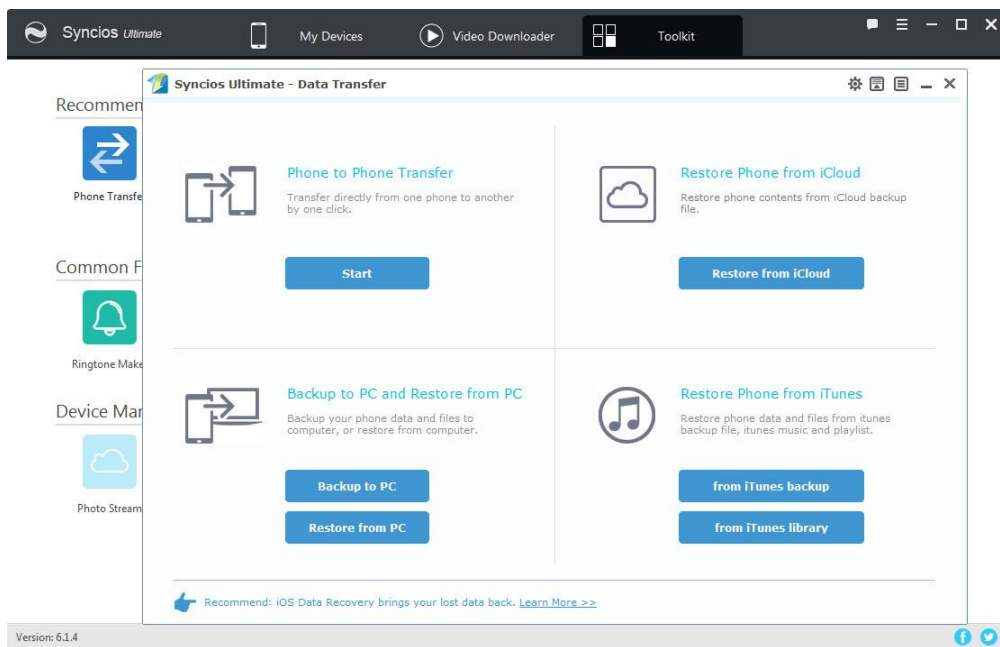 Syncios Ultimate
My Devices
Video Downloader
Toolkit
Recommen
Phone Transfe
Common F
Ringtone Make
Device Mar
Photo Stream
Syncios Ultimate - Data Transfer
Phone to Phone Transfer
Transfer directly from one phone to another
by one click.
Start
Restore Phone from iCloud
Restore phone contents from iCloud backup
file.
Restore from iCloud
Backup to PC and Restore from PC
Backup your phone data and files to
computer, or restore from computer.
Backup to PC
Restore from PC
Restore Phone from iTunes
Restore phone data and files from itunes
backup file, itunes music and playlist.
from iTunes backup
from iTunes library
Recommend: iOS Data Recovery brings your lost data back. Learn More >>
Version: 6.1.4